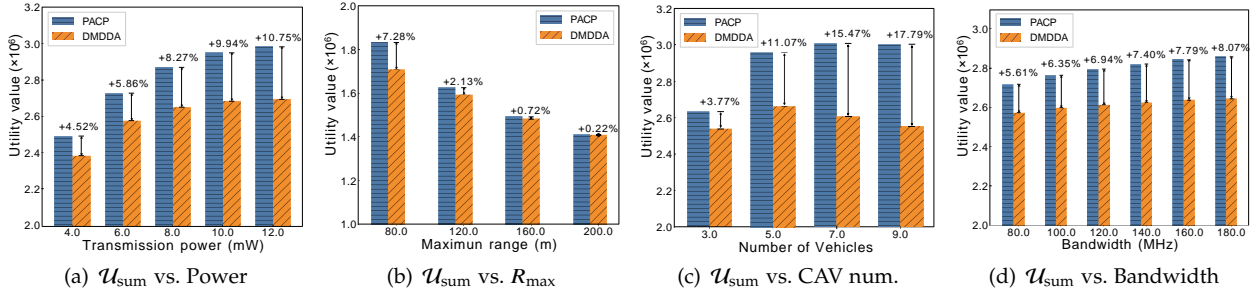 PACP
DMDDA
Utility value (×10⁶)
3.2
3.0
2.8
2.6
2.4
2.2
2.0
+4.52%
+5.86%
+8.27%
+9.94%
+10.75%
4.0 6.0 8.0 10.0 12.0
Transmission power (mW)
(a) 𝒰sum vs. Power
PACP
DMDDA
Utility value (×10⁶)
2.0
1.8
1.6
1.4
1.2
1.0
+7.28%
+2.13%
+0.72%
+0.22%
80.0 120.0 160.0 200.0
Maximun range (m)
(b) 𝒰sum vs. Rmax
PACP
DMDDA
Utility value (×10⁶)
3.2
3.0
2.8
2.6
2.4
2.2
2.0
+3.77%
+11.07%
+15.47%
+17.79%
3.0 5.0 7.0 9.0
Number of Vehicles
(c) 𝒰sum vs. CAV num.
PACP
DMDDA
Utility value (×10⁶)
3.0
2.8
2.6
2.4
2.2
2.0
+5.61%
+6.35%
+6.94%
+7.40%
+7.79%
+8.07%
80.0 100.0 120.0 140.0 160.0 180.0
Bandwidth (MHz)
(d) 𝒰sum vs. Bandwidth